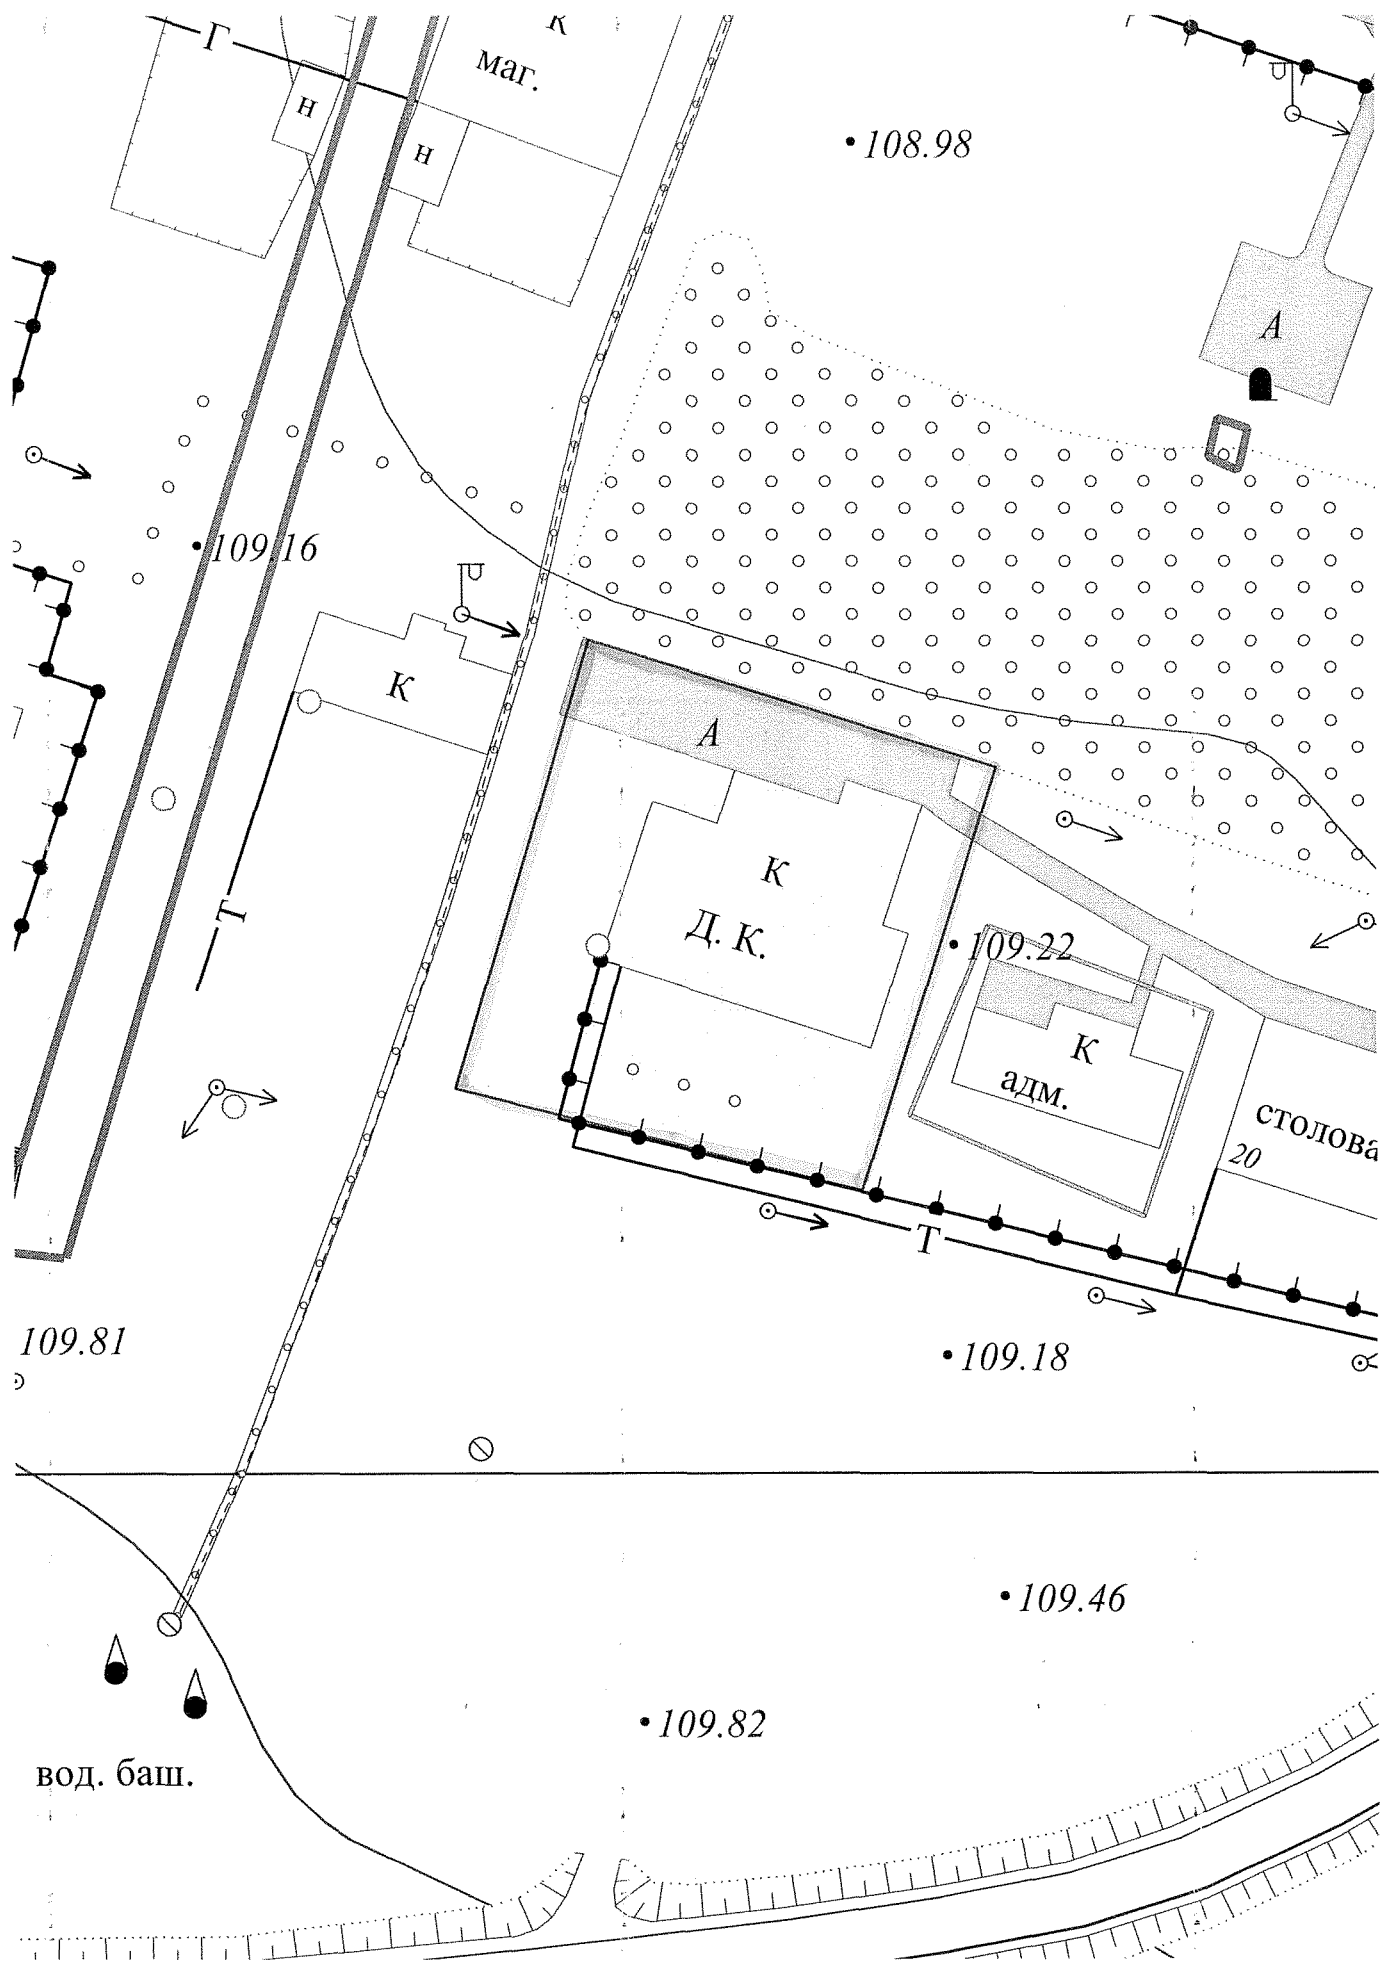 К
Г
маг.
н
н
108.98
А
109.16
К
А
К
Д. К.
Т
109.22
К
адм.
столова
20
Т
109.81
109.18
109.46
109.82
вод. баш.